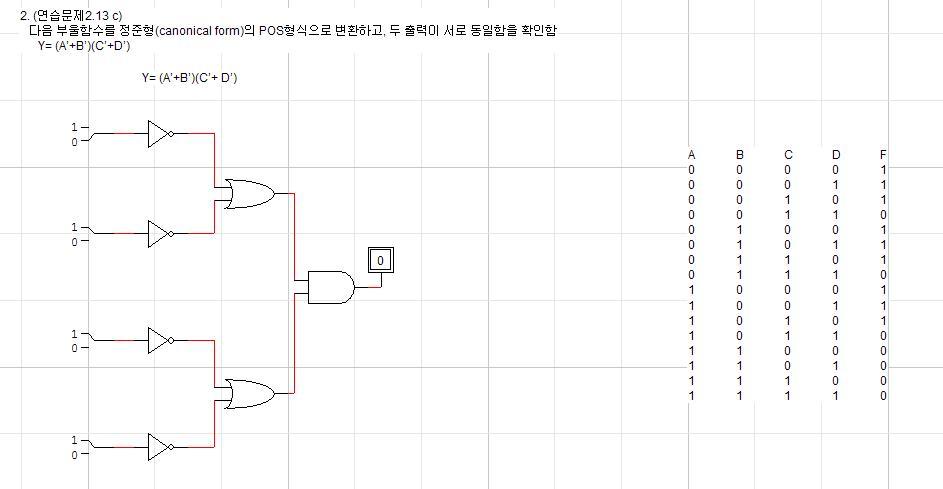 2. (연습문제2.13 c)
다음 부울함수를 정준형(canonical form)의 POS형식으로 변환하고, 두 출력이 서로 동일함을 확인함
Y= (A'+B')(C'+D')
Y= (A'+B')(C'+ D')
1
0
1
0
0
1
0
1
0
A B C D F
0 0 0 0 1
0 0 0 1 1
0 0 1 0 1
0 0 1 1 0
0 1 0 0 1
0 1 0 1 1
0 1 1 0 1
0 1 1 1 0
1 0 0 0 1
1 0 0 1 1
1 0 1 0 1
1 0 1 1 0
1 1 0 0 0
1 1 0 1 0
1 1 1 0 0
1 1 1 1 0